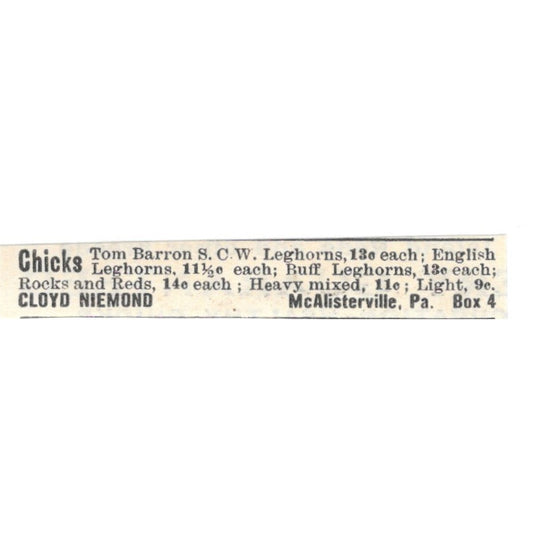 Chicks Tom Barron S. C. W. Leghorns, 13c each; English
Leghorns, 11½c each; Buff Leghorns, 13c each;
Rocks and Reds, 14c each; Heavy mixed, 11c; Light, 9c.
CLOYD NIEMOND McAlisterville, Pa. Box 4